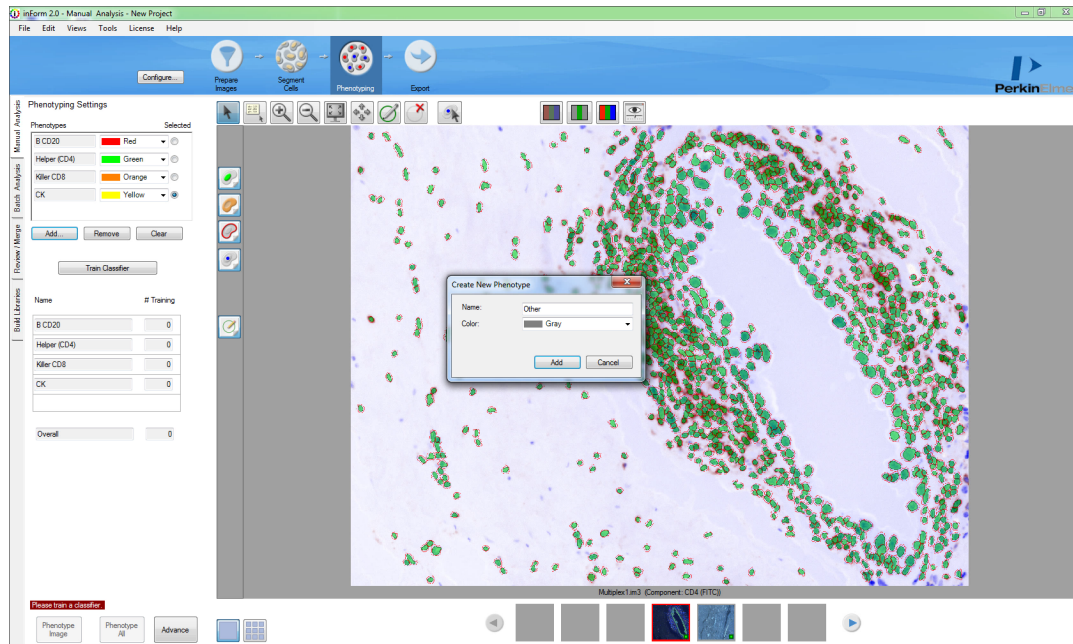 inForm 2.0 - Manual Analysis - New Project
File Edit Views Tools License Help
Configure...
Prepare Images
Segment Cells
Phenotyping
Export
PerkinElmer
Manual Analysis
Batch Analysis
Review / Merge
Build Libraries
Phenotyping Settings
Phenotypes Selected
B CD20 Red
Helper (CD4) Green
Killer CD8 Orange
CK Yellow
Add... Remove Clear
Train Classifier
Name # Training
B CD20 0
Helper (CD4) 0
Killer CD8 0
CK 0
Overall 0
Create New Phenotype
Name: Other
Color: Gray
Add Cancel
Multiplex1.im3 (Component: CD4 (FITC))
Please train a classifier.
Phenotype Image
Phenotype All
Advance